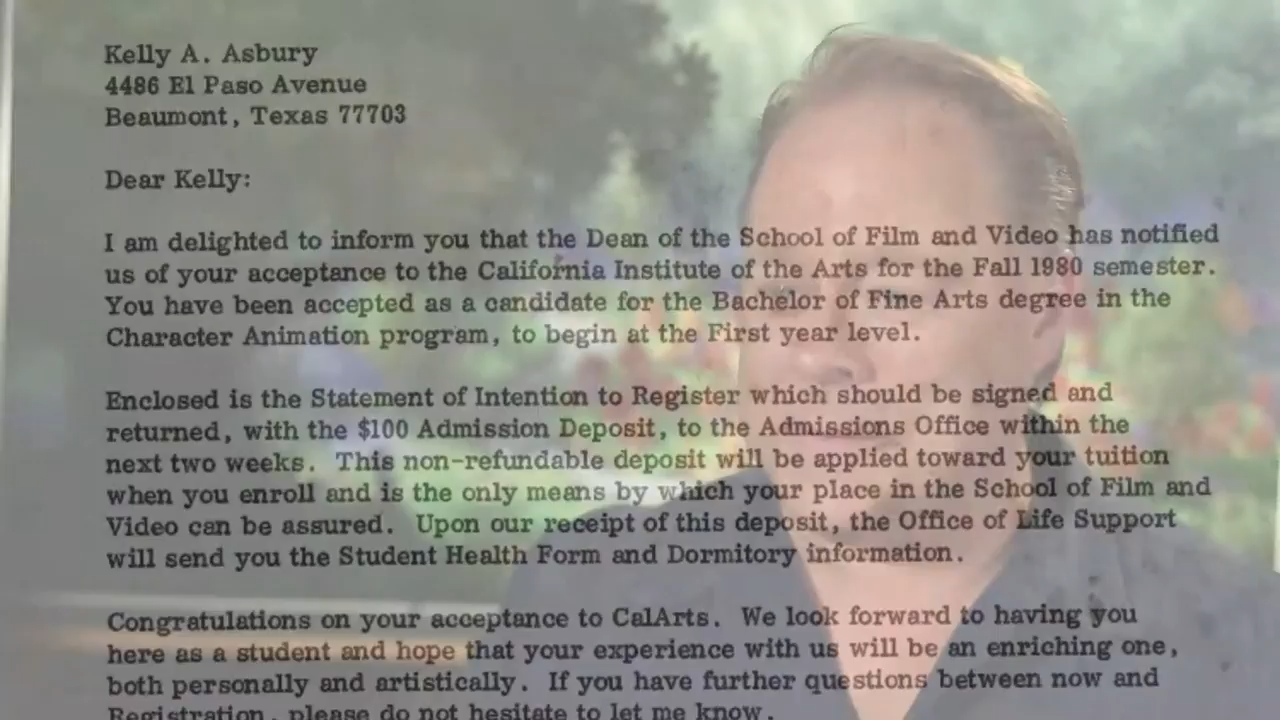 Kelly A. Asbury
4486 El Paso Avenue
Beaumont, Texas 77703
Dear Kelly:
I am delighted to inform you that the Dean of the School of Film and Video has notified
us of your acceptance to the California Institute of the Arts for the Fall 1980 semester.
You have been accepted as a candidate for the Bachelor of Fine Arts degree in the
Character Animation program, to begin at the First year level.
Enclosed is the Statement of Intention to Register which should be signed and
returned, with the $100 Admission Deposit, to the Admissions Office within the
next two weeks. This non-refundable deposit will be applied toward your tuition
when you enroll and is the only means by which your place in the School of Film and
Video can be assured. Upon our receipt of this deposit, the Office of Life Support
will send you the Student Health Form and Dormitory information.
Congratulations on your acceptance to CalArts. We look forward to having you
here as a student and hope that your experience with us will be an enriching one,
both personally and artistically. If you have further questions between now and
Registration, please do not hesitate to let me know.